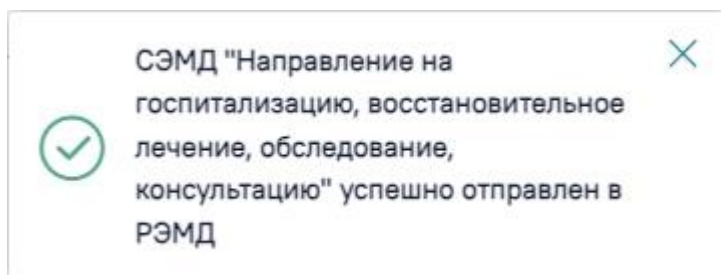 СЭМД "Направление на
госпитализацию, восстановительное
лечение, обследование,
консультацию" успешно отправлен в
РЭМД